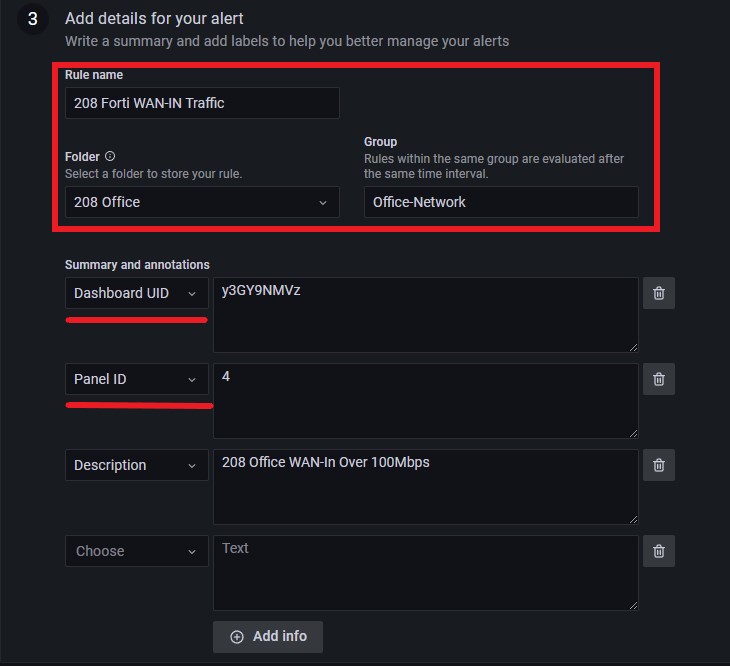 3
Add details for your alert
Write a summary and add labels to help you better manage your alerts
Rule name
208 Forti WAN-IN Traffic
Folder
Select a folder to store your rule.
208 Office
Group
Rules within the same group are evaluated after
the same time interval.
Office-Network
Summary and annotations
Dashboard UID
y3GY9NMVz
Panel ID
4
Description
208 Office WAN-In Over 100Mbps
Choose
Text
Add info